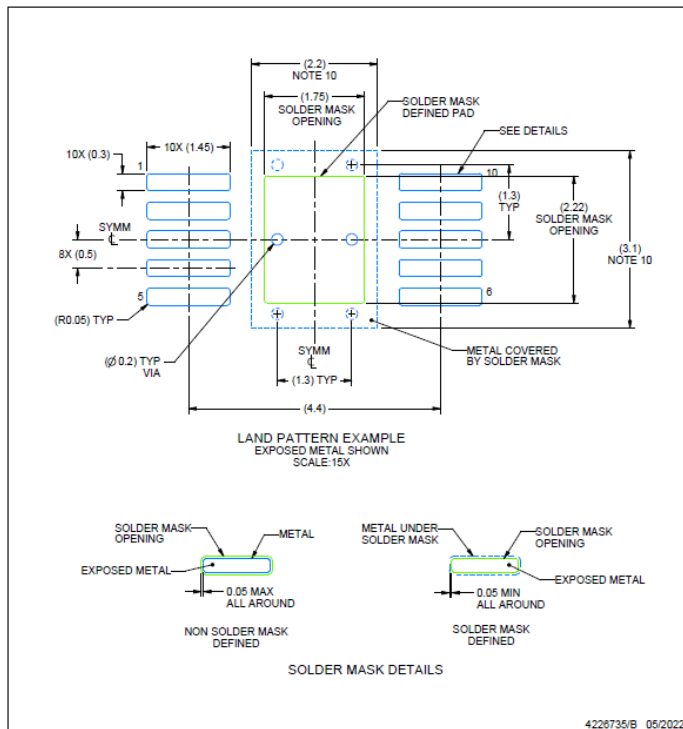 (2.2)
NOTE 10
(1.75)
SOLDER MASK
OPENING
SOLDER MASK
DEFINED PAD
SEE DETAILS
10X (1.45)
10X (0.3)
1
10
(1.3)
TYP
(2.22)
SOLDER MASK
OPENING
(3.1)
NOTE 10
SYMM
℄
8X (0.5)
5
6
(R0.05) TYP
(Ø 0.2) TYP
VIA
SYMM
℄
(1.3) TYP
METAL COVERED
BY SOLDER MASK
(4.4)
LAND PATTERN EXAMPLE
EXPOSED METAL SHOWN
SCALE:15X
SOLDER MASK
OPENING
METAL
EXPOSED METAL
0.05 MAX
ALL AROUND
NON SOLDER MASK
DEFINED
METAL UNDER
SOLDER MASK
SOLDER MASK
OPENING
EXPOSED METAL
0.05 MIN
ALL AROUND
SOLDER MASK
DEFINED
SOLDER MASK DETAILS
4226735/B 05/2022